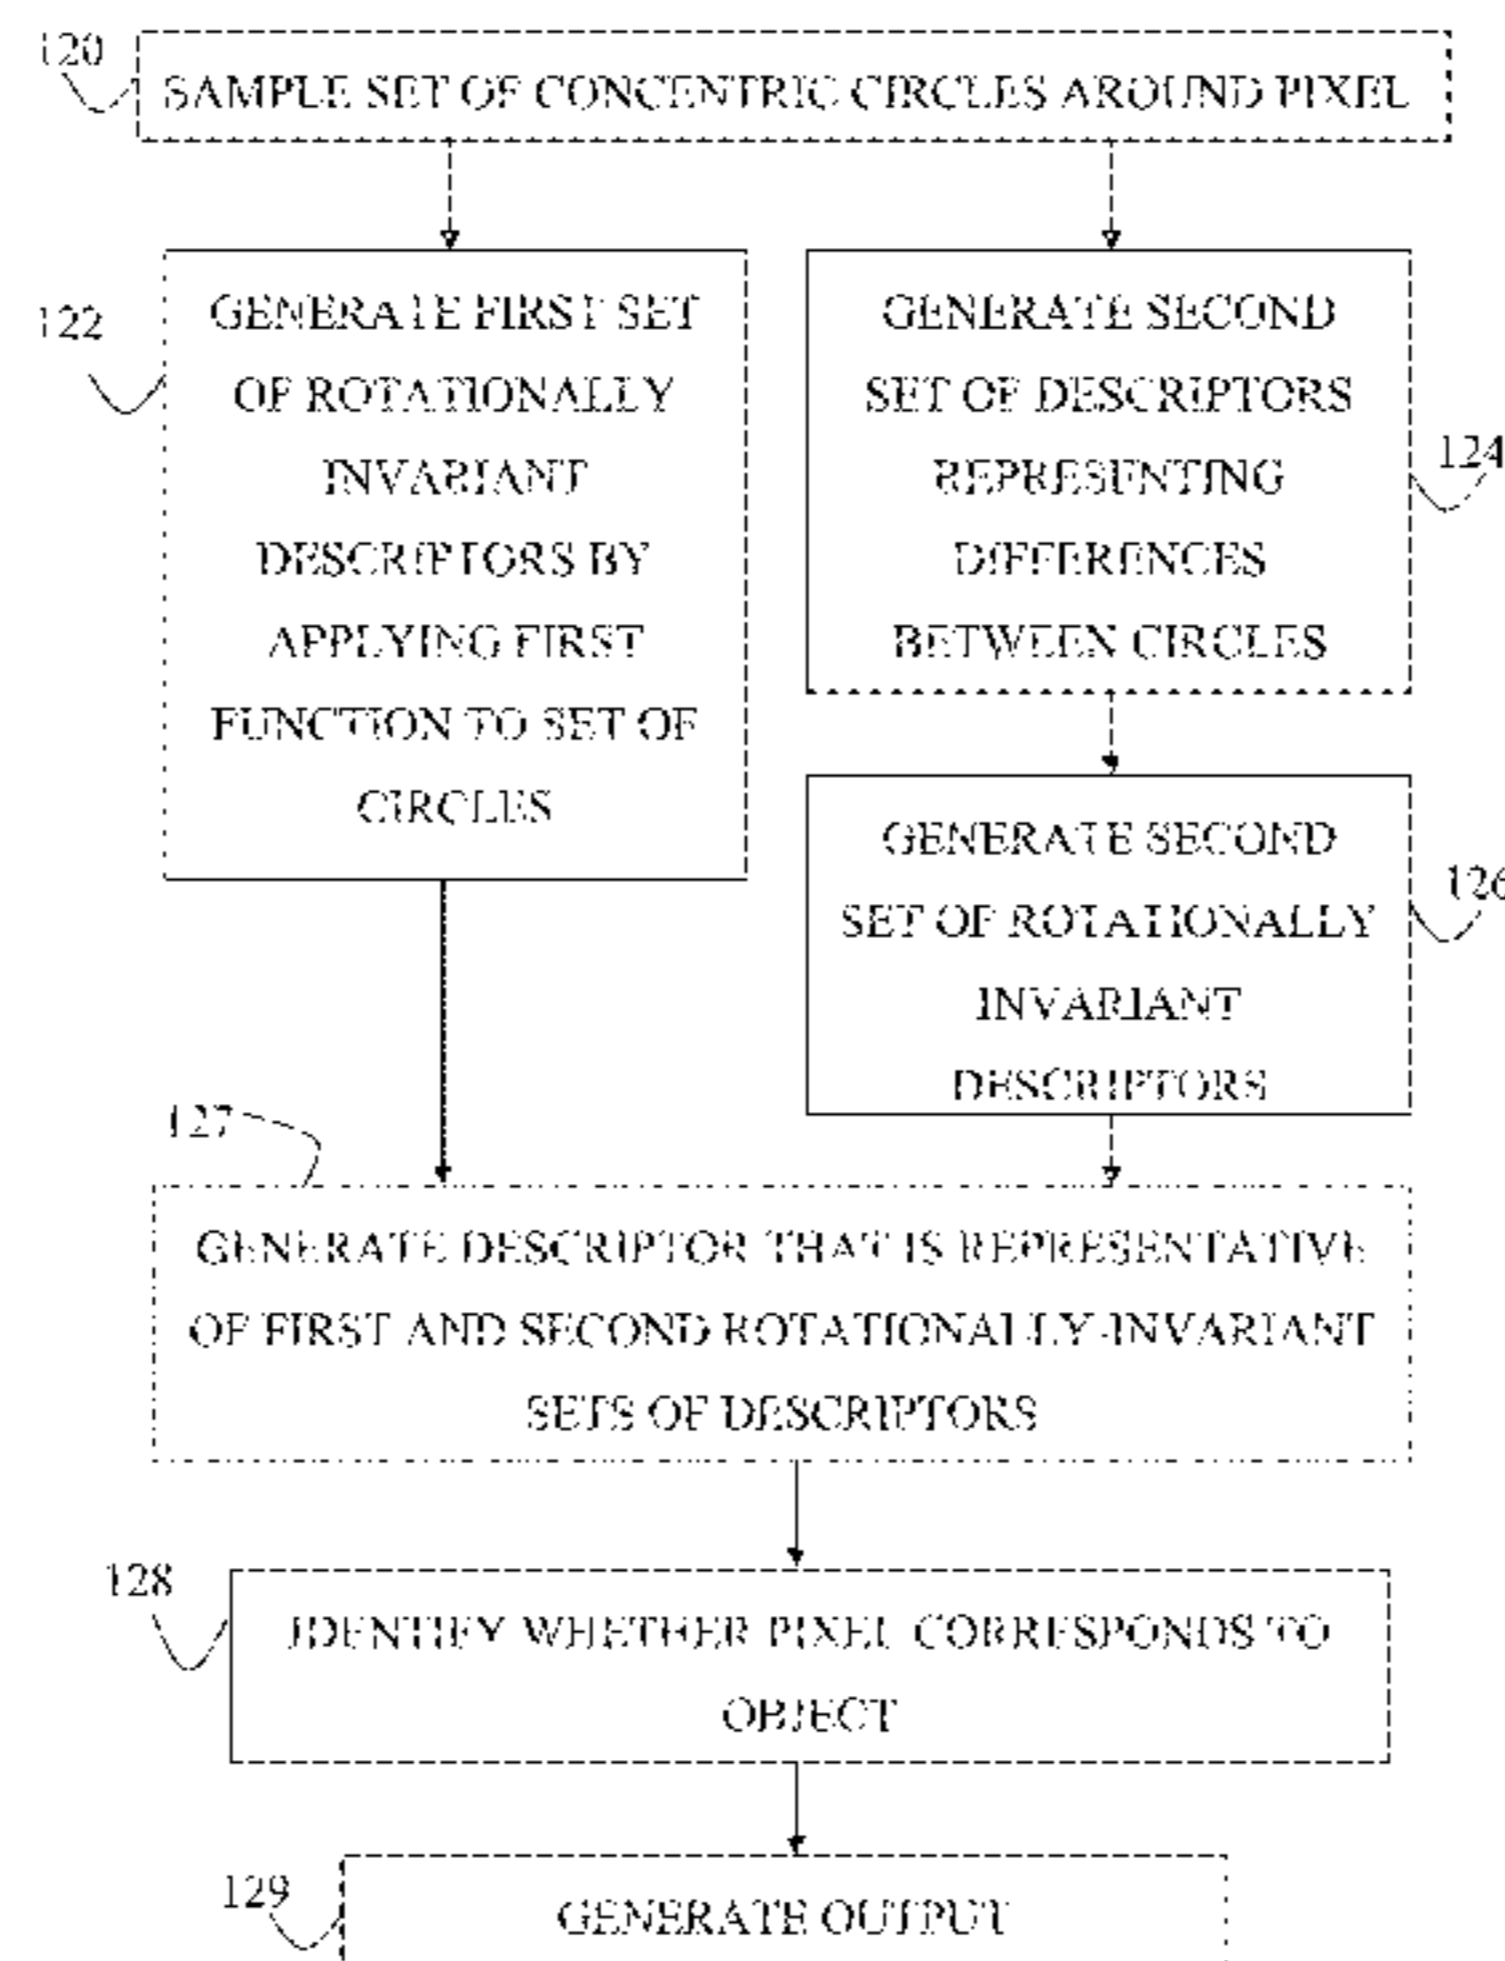 120
SAMPLE SET OF CONCENTRIC CIRCLES AROUND PIXEL
122
GENERATE FIRST SET
OF ROTATIONALLY
INVARIANT
DESCRIPTORS BY
APPLYING FIRST
FUNCTION TO SET OF
CIRCLES
GENERATE SECOND
SET OF DESCRIPTORS
REPRESENTING
DIFFERENCES
BETWEEN CIRCLES
124
GENERATE SECOND
SET OF ROTATIONALLY
INVARIANT
DESCRIPTORS
126
127
GENERATE DESCRIPTOR THAT IS REPRESENTATIVE
OF FIRST AND SECOND ROTATIONALLY-INVARIANT
SETS OF DESCRIPTORS
128
IDENTIFY WHETHER PIXEL CORRESPONDS TO
OBJECT
129
GENERATE OUTPUT